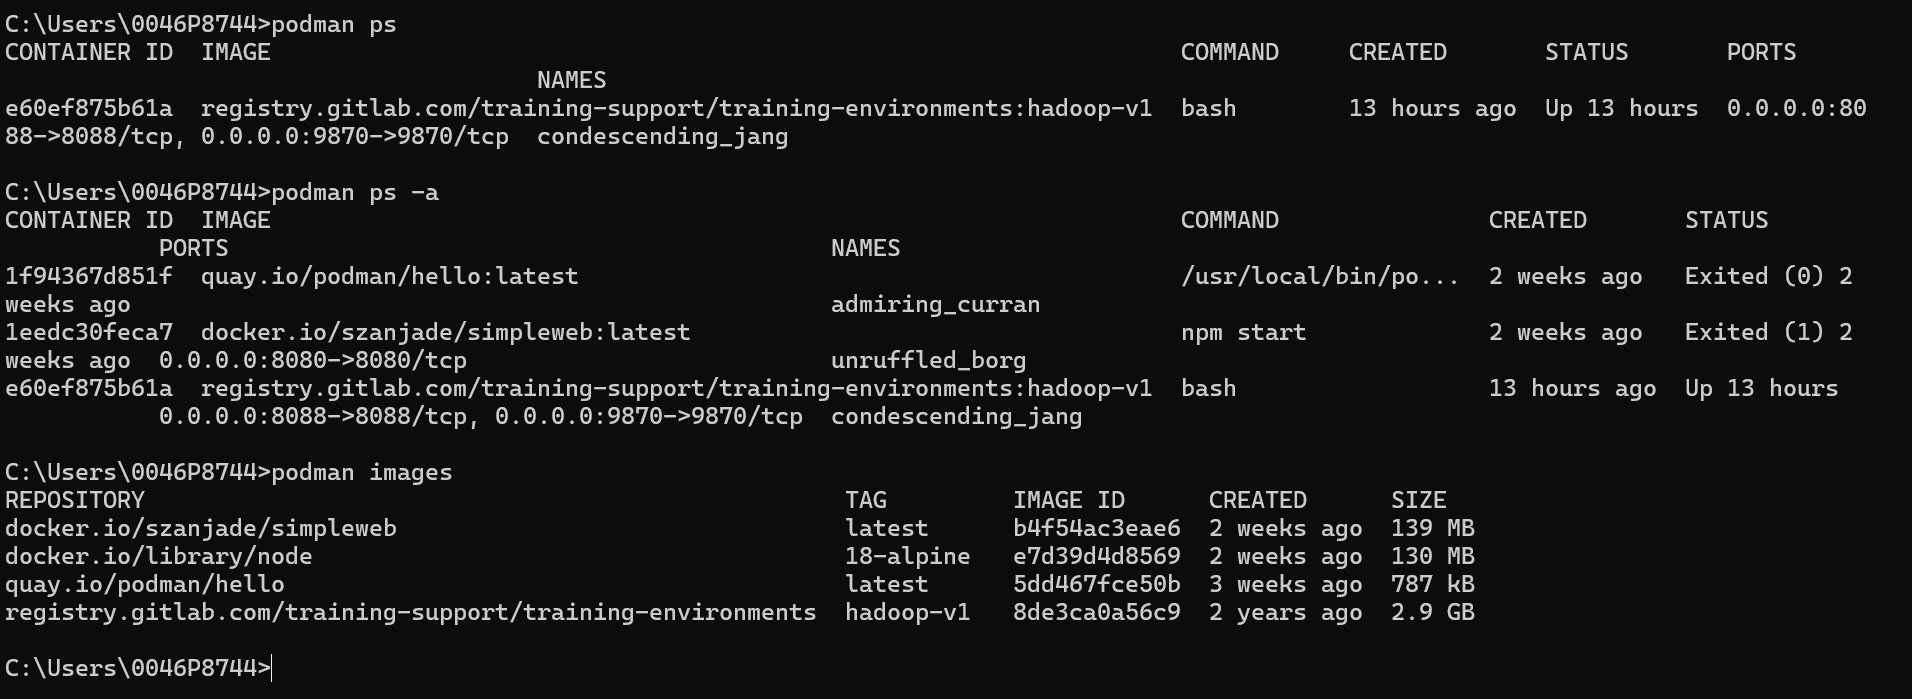 C:\Users\0046P8744>podman ps
CONTAINER ID  IMAGE                                                                 COMMAND     CREATED       STATUS       PORTS
                                      NAMES
e60ef875b61a  registry.gitlab.com/training-support/training-environments:hadoop-v1  bash        13 hours ago  Up 13 hours  0.0.0.0:80
88->8088/tcp, 0.0.0.0:9870->9870/tcp  condescending_jang

C:\Users\0046P8744>podman ps -a
CONTAINER ID  IMAGE                                                                 COMMAND               CREATED       STATUS
           PORTS                                           NAMES
1f94367d851f  quay.io/podman/hello:latest                                           /usr/local/bin/po...  2 weeks ago   Exited (0) 2
weeks ago                                                  admiring_curran
1eedc30feca7  docker.io/szanjade/simpleweb:latest                                   npm start             2 weeks ago   Exited (1) 2
weeks ago  0.0.0.0:8080->8080/tcp                          unruffled_borg
e60ef875b61a  registry.gitlab.com/training-support/training-environments:hadoop-v1  bash                  13 hours ago  Up 13 hours
           0.0.0.0:8088->8088/tcp, 0.0.0.0:9870->9870/tcp  condescending_jang

C:\Users\0046P8744>podman images
REPOSITORY                                                  TAG         IMAGE ID      CREATED      SIZE
docker.io/szanjade/simpleweb                                latest      b4f54ac3eae6  2 weeks ago  139 MB
docker.io/library/node                                      18-alpine   e7d39d4d8569  2 weeks ago  130 MB
quay.io/podman/hello                                        latest      5dd467fce50b  3 weeks ago  787 kB
registry.gitlab.com/training-support/training-environments  hadoop-v1   8de3ca0a56c9  2 years ago  2.9 GB

C:\Users\0046P8744>